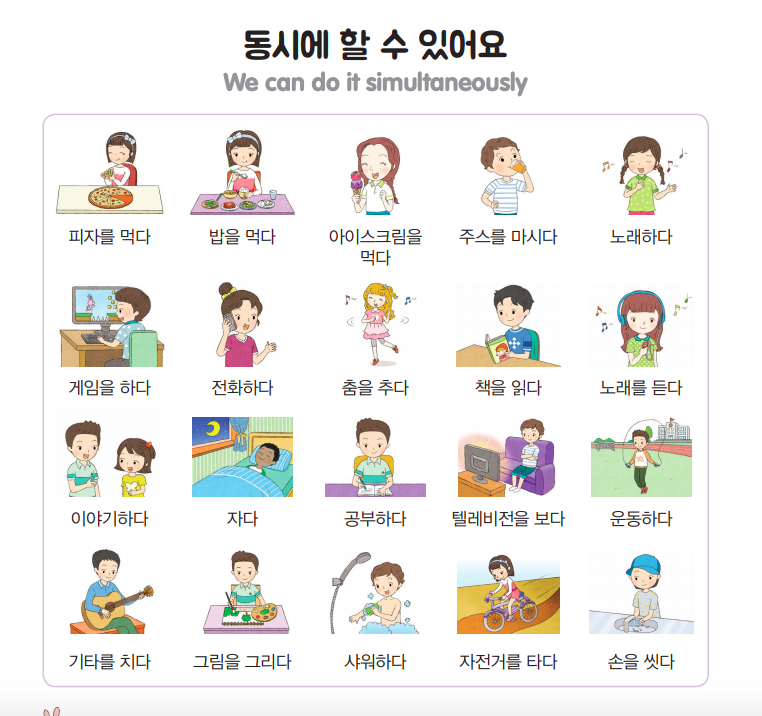 동시에 할 수 있어요
We can do it simultaneously
피자를 먹다
밥을 먹다
아이스크림을
먹다
주스를 마시다
노래하다
게임을 하다
전화하다
춤을 추다
책을 읽다
노래를 듣다
이야기하다
자다
공부하다
텔레비전을 보다
운동하다
기타를 치다
그림을 그리다
샤워하다
자전거를 타다
손을 씻다